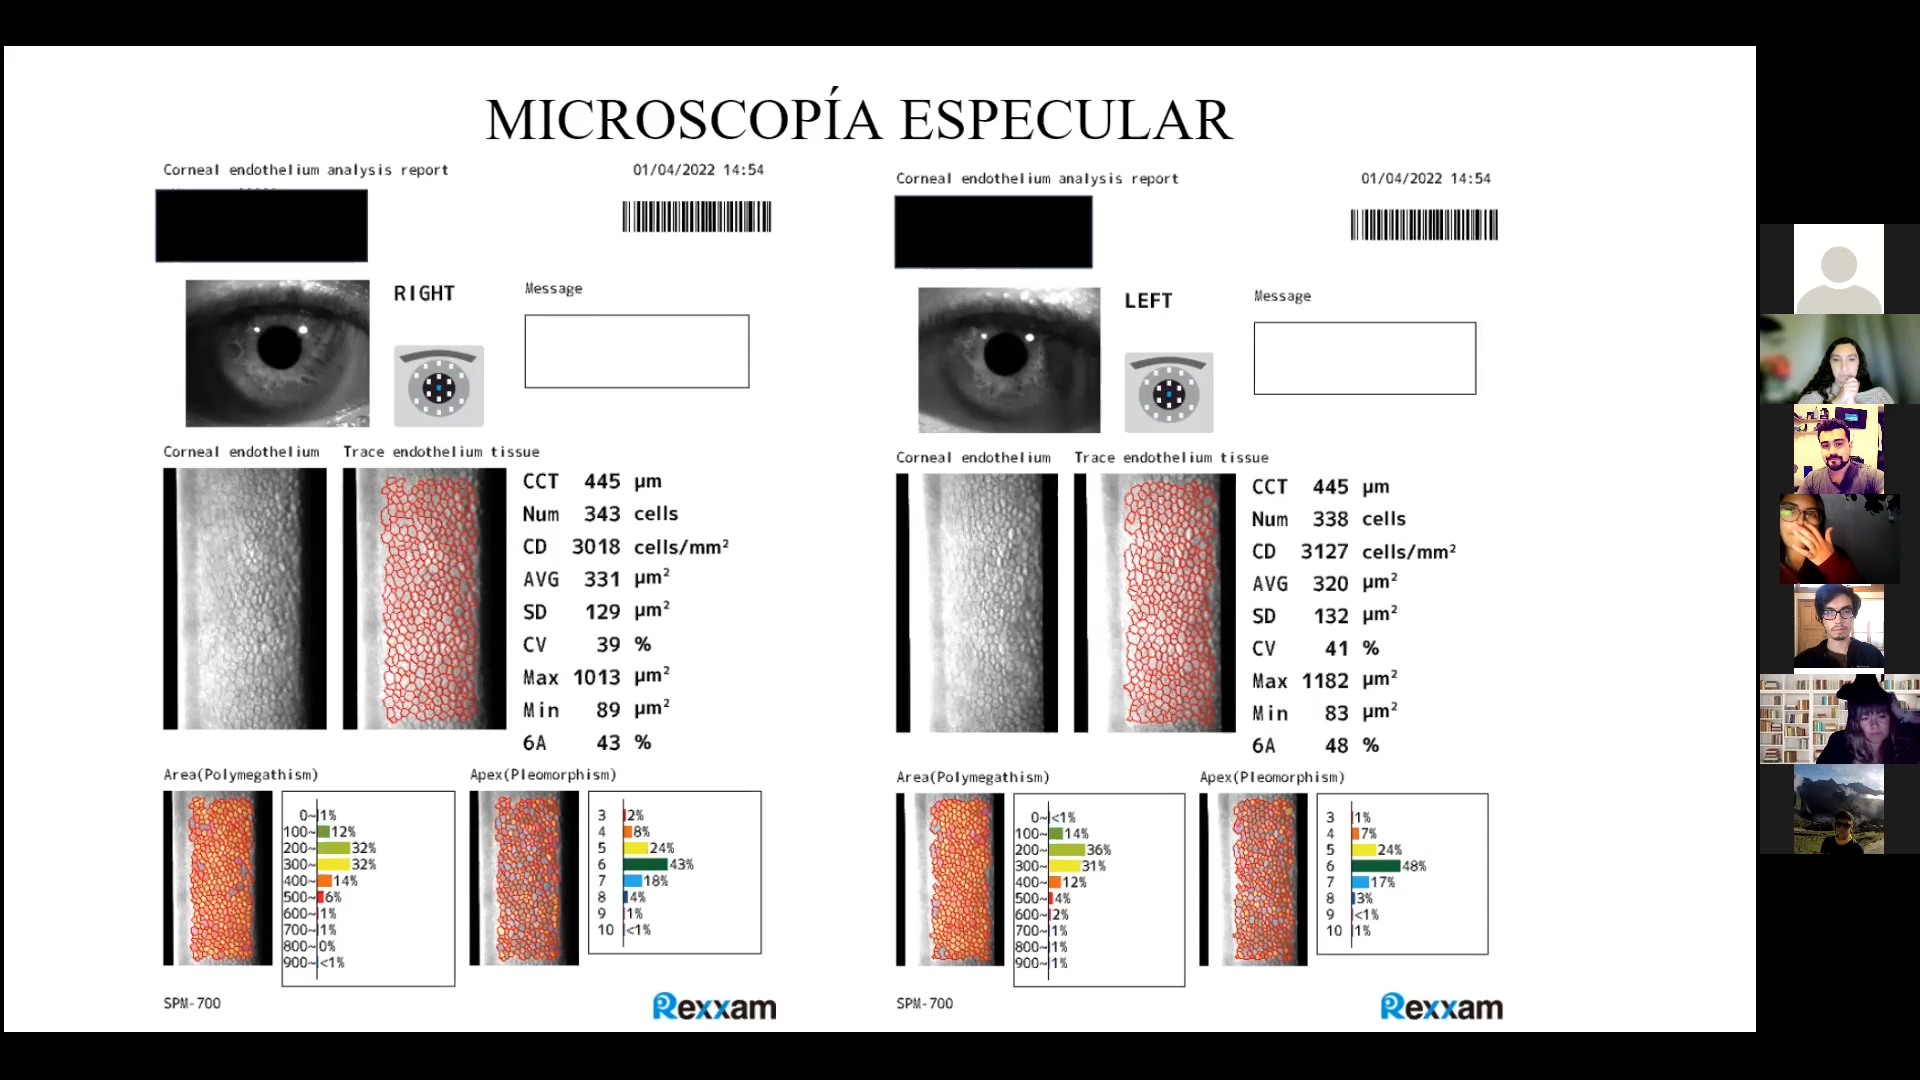 MICROSCOPÍA ESPECULAR
Corneal endothelium analysis report
01/04/2022 14:54
RIGHT
Message
Corneal endothelium
Trace endothelium tissue
CCT 445 µm
Num 343 cells
CD 3018 cells/mm²
AVG 331 µm²
SD 129 µm²
CV 39 %
Max 1013 µm²
Min 89 µm²
6A 43 %
Area(Polymegathism)
0~ 1%
100~ 12%
200~ 32%
300~ 32%
400~ 14%
500~ 6%
600~ 1%
700~ 1%
800~ 0%
900~ <1%
Apex(Pleomorphism)
3 2%
4 8%
5 24%
6 43%
7 18%
8 4%
9 1%
10 <1%
SPM-700
Rexxam
Corneal endothelium analysis report
01/04/2022 14:54
LEFT
Message
Corneal endothelium
Trace endothelium tissue
CCT 445 µm
Num 338 cells
CD 3127 cells/mm²
AVG 320 µm²
SD 132 µm²
CV 41 %
Max 1182 µm²
Min 83 µm²
6A 48 %
Area(Polymegathism)
0~ <1%
100~ 14%
200~ 36%
300~ 31%
400~ 12%
500~ 4%
600~ 2%
700~ 1%
800~ 1%
900~ 1%
Apex(Pleomorphism)
3 1%
4 7%
5 24%
6 48%
7 17%
8 3%
9 <1%
10 1%
SPM-700
Rexxam